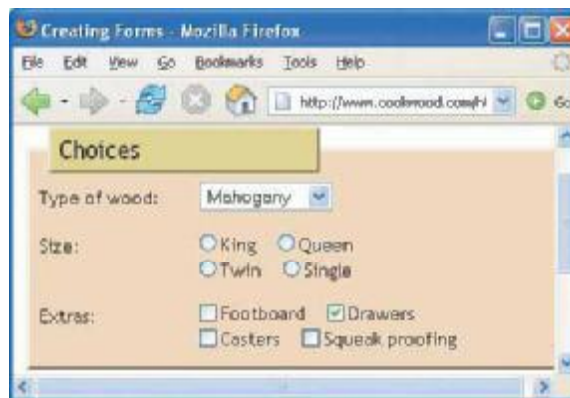 Creating Forms - Mozilla Firefox
File Edit View Go Bookmarks Tools Help
http://www.cookwood.com/ Go
Choices
Type of wood: Mahogany
Size: King Queen
Twin Single
Extras: Footboard Drawers
Casters Squeak proofing